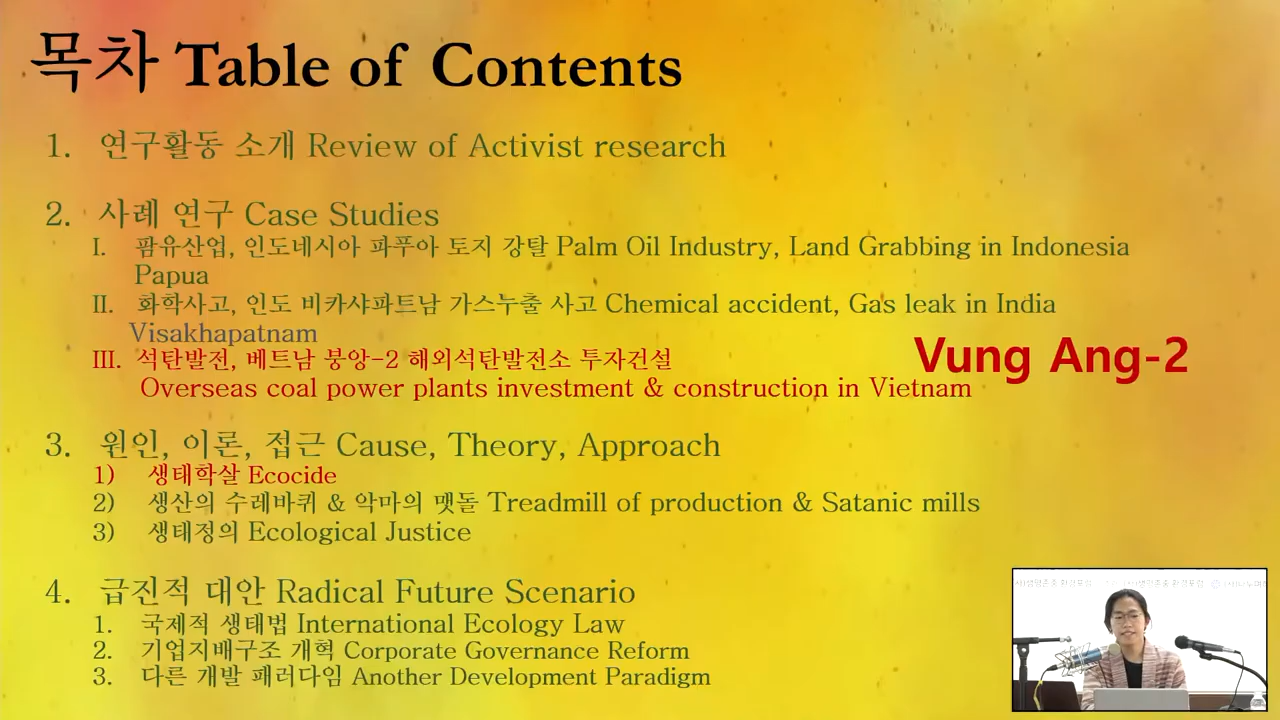 목차 Table of Contents
1. 연구활동 소개 Review of Activist research
2. 사례 연구 Case Studies
I. 팜유산업, 인도네시아 파푸아 토지 강탈 Palm Oil Industry, Land Grabbing in Indonesia
Papua
II. 화학사고, 인도 비카샤파트남 가스누출 사고 Chemical accident, Gas leak in India
Visakhapatnam
III. 석탄발전, 베트남 붕앙-2 해외석탄발전소 투자건설
Vung Ang-2
Overseas coal power plants investment & construction in Vietnam
3. 원인, 이론, 접근 Cause, Theory, Approach
1) 생태학살 Ecocide
2) 생산의 수레바퀴 & 악마의 맷돌 Treadmill of production & Satanic mills
3) 생태정의 Ecological Justice
4. 급진적 대안 Radical Future Scenario
1. 국제적 생태법 International Ecology Law
2. 기업지배구조 개혁 Corporate Governance Reform
3. 다른 개발 패러다임 Another Development Paradigm